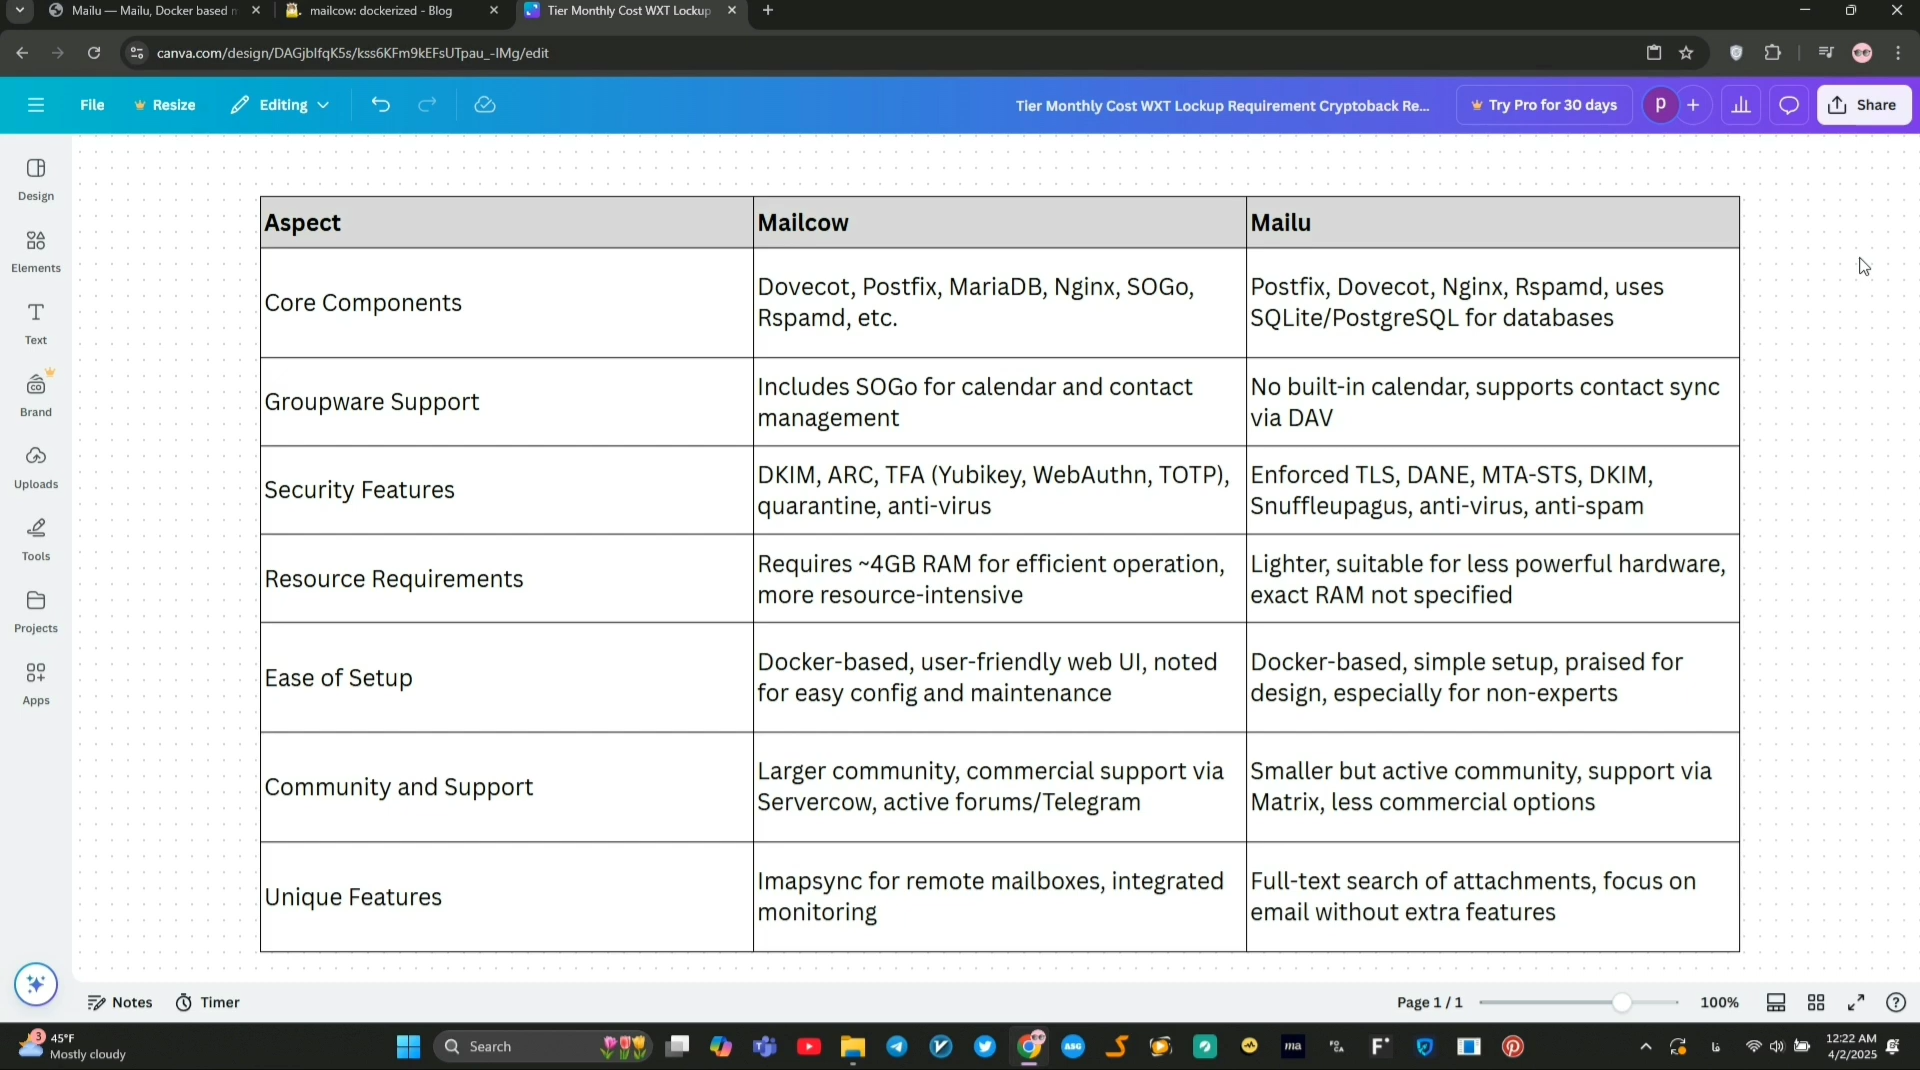 Mailu — Mailu, Docker based m
mailcow: dockerized - Blog
Tier Monthly Cost WXT Lockup
canva.com/design/DAGjblfqK5s/kss6KFm9kEFsUTpau_-IMg/edit
File
Resize
Editing
Tier Monthly Cost WXT Lockup Requirement Cryptoback Re...
Try Pro for 30 days
P
Share
Design
Elements
Text
Brand
Uploads
Tools
Projects
Apps
Aspect
Mailcow
Mailu
Core Components
Dovecot, Postfix, MariaDB, Nginx, SOGo,
Rspamd, etc.
Postfix, Dovecot, Nginx, Rspamd, uses
SQLite/PostgreSQL for databases
Groupware Support
Includes SOGo for calendar and contact
management
No built-in calendar, supports contact sync
via DAV
Security Features
DKIM, ARC, TFA (Yubikey, WebAuthn, TOTP),
quarantine, anti-virus
Enforced TLS, DANE, MTA-STS, DKIM,
Snuffleupagus, anti-virus, anti-spam
Resource Requirements
Requires ~4GB RAM for efficient operation,
more resource-intensive
Lighter, suitable for less powerful hardware,
exact RAM not specified
Ease of Setup
Docker-based, user-friendly web UI, noted
for easy config and maintenance
Docker-based, simple setup, praised for
design, especially for non-experts
Community and Support
Larger community, commercial support via
Servercow, active forums/Telegram
Smaller but active community, support via
Matrix, less commercial options
Unique Features
Imapsync for remote mailboxes, integrated
monitoring
Full-text search of attachments, focus on
email without extra features
Notes
Timer
Page 1 / 1
100%
3
45°F
Mostly cloudy
Search
ASG
ma
FO
CA
F
فا
12:22 AM
4/2/2025